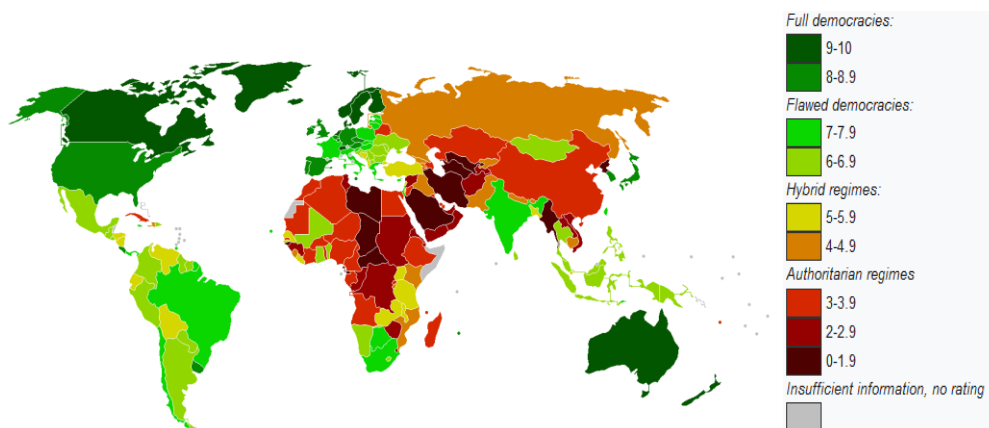 Full democracies:
9-10
8-8.9
Flawed democracies:
7-7.9
6-6.9
Hybrid regimes:
5-5.9
4-4.9
Authoritarian regimes
3-3.9
2-2.9
0-1.9
Insufficient information, no rating